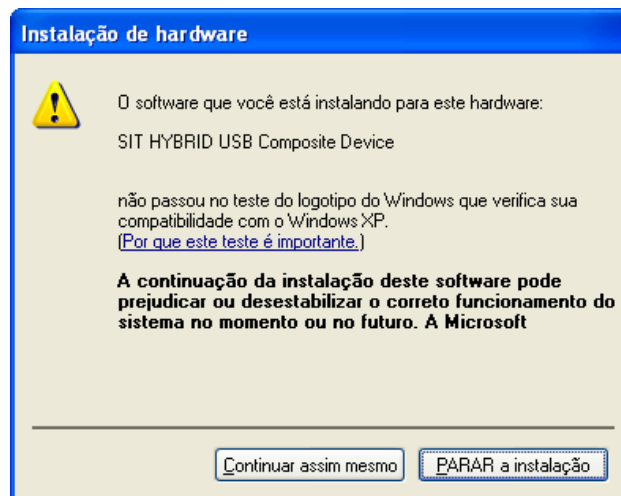 Instalação de hardware
O software que você está instalando para este hardware:
SIT HYBRID USB Composite Device
não passou no teste do logotipo do Windows que verifica sua
compatibilidade com o Windows XP.
(Por que este teste é importante.)
A continuação da instalação deste software pode
prejudicar ou desestabilizar o correto funcionamento do
sistema no momento ou no futuro. A Microsoft
Continuar assim mesmo
PARAR a instalação